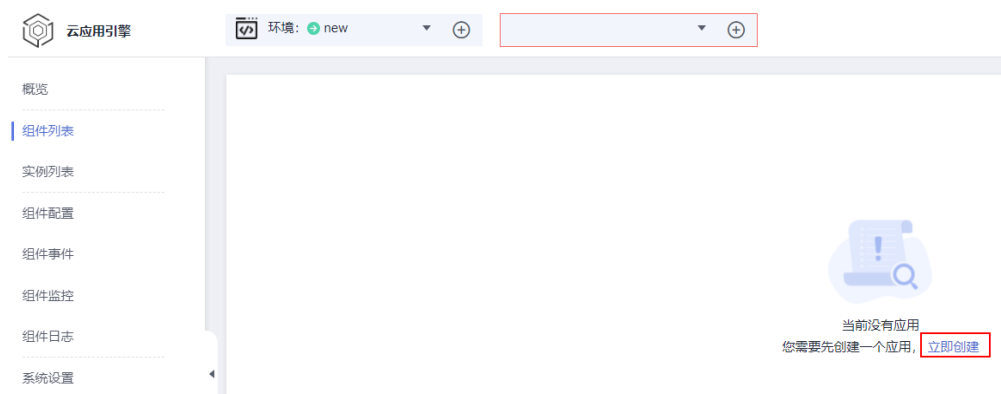 云应用引擎
环境: new
概览
组件列表
实例列表
组件配置
组件事件
组件监控
组件日志
系统设置
当前没有应用
您需要先创建一个应用, 立即创建